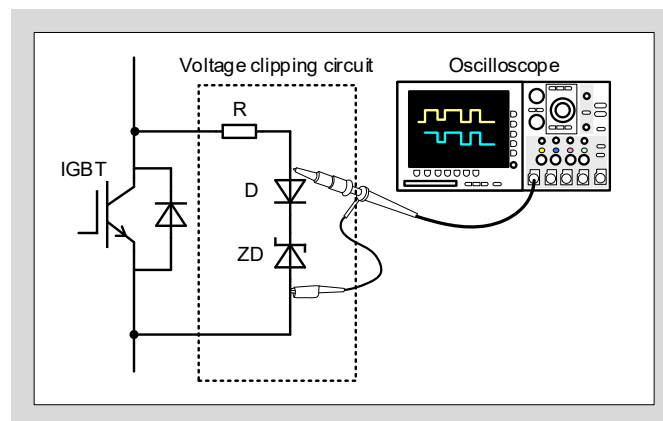 Voltage clipping circuit
Oscilloscope
R
IGBT
D
ZD